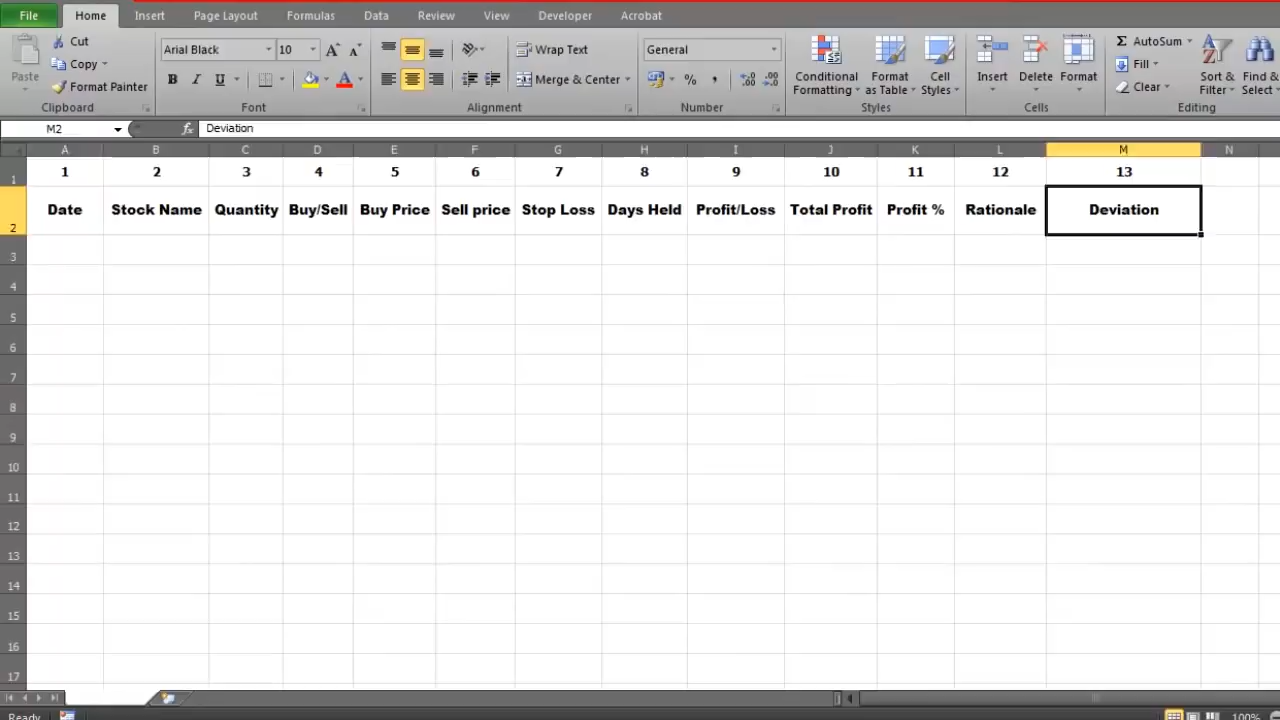 File Home Insert Page Layout Formulas Data Review View Developer Acrobat
Paste
Cut
Copy
Format Painter
Clipboard
Arial Black 10 A A
B I U A
Font
Wrap Text
Merge & Center
Alignment
General
% ,
Number
Conditional Formatting
Format as Table
Cell Styles
Styles
Insert Delete Format
Cells
Σ AutoSum
Fill
Clear
Sort & Filter
Find & Select
Editing
M2 fx Deviation
A B C D E F G H I J K L M N
1 1 2 3 4 5 6 7 8 9 10 11 12 13
2 Date Stock Name Quantity Buy/Sell Buy Price Sell price Stop Loss Days Held Profit/Loss Total Profit Profit % Rationale Deviation
3
4
5
6
7
8
9
10
11
12
13
14
15
16
17
Ready 100%